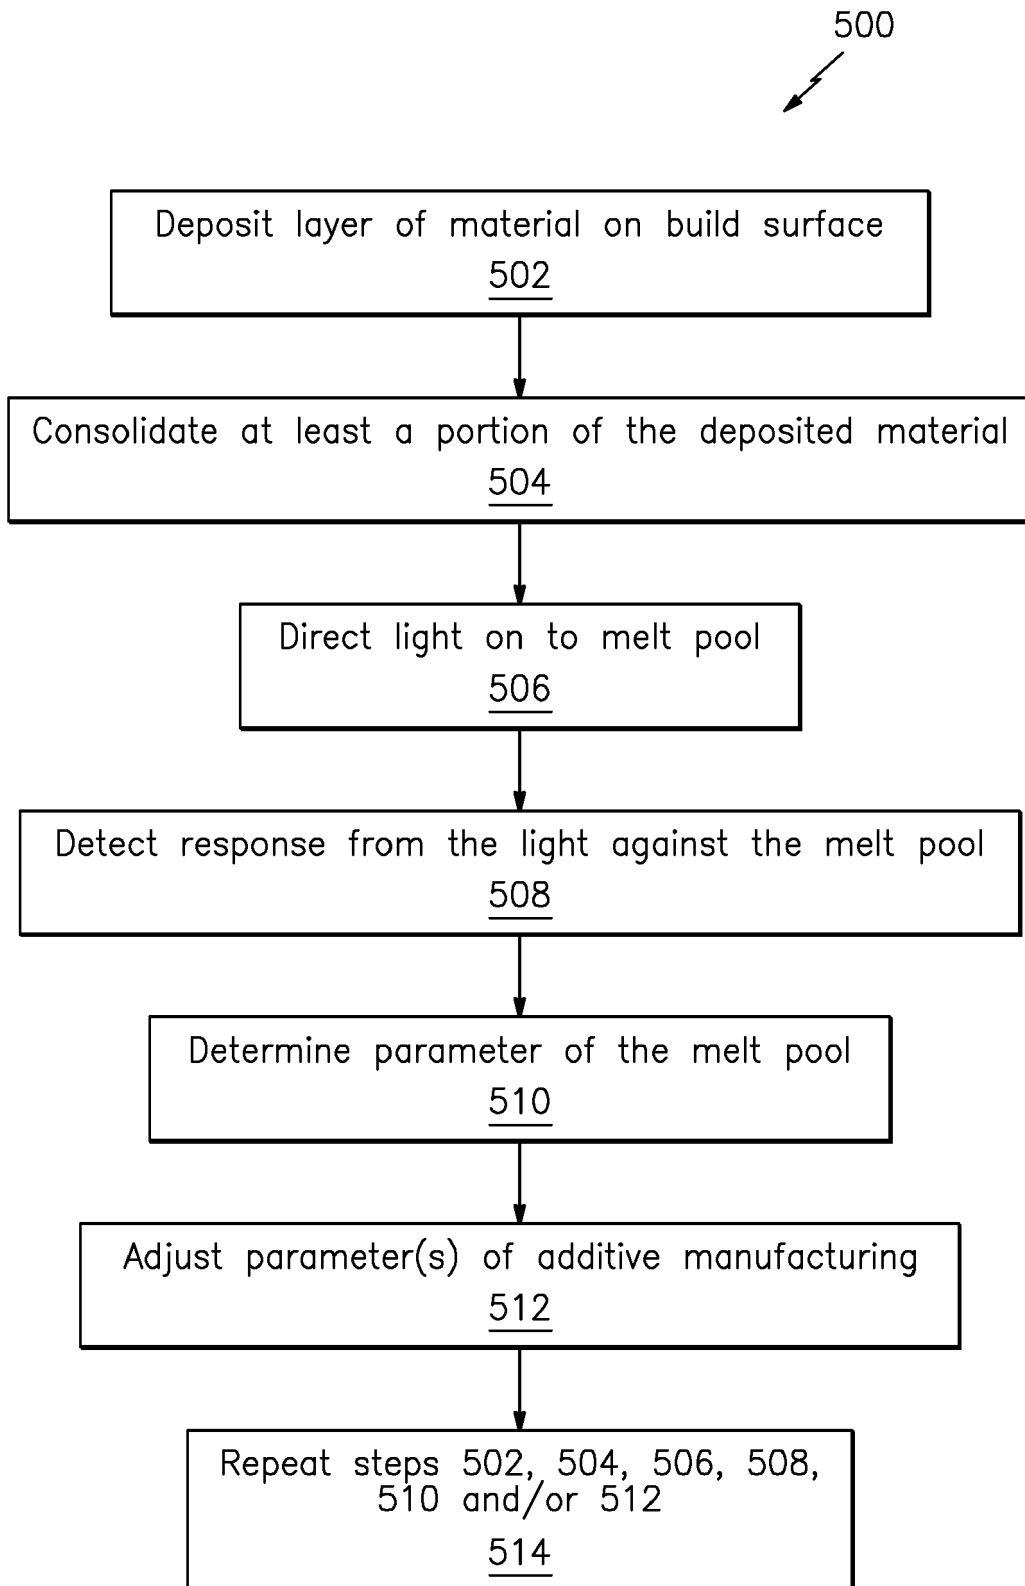 500
Deposit layer of material on build surface
502
Consolidate at least a portion of the deposited material
504
Direct light on to melt pool
506
Detect response from the light against the melt pool
508
Determine parameter of the melt pool
510
Adjust parameter(s) of additive manufacturing
512
Repeat steps 502, 504, 506, 508,
510 and/or 512
514